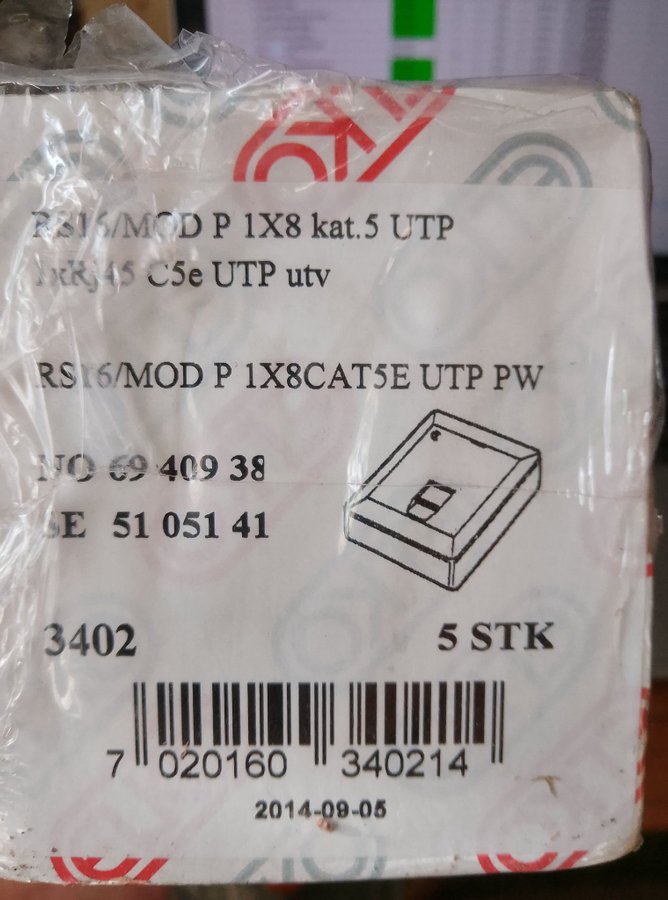 RS16/MOD P 1X8 kat.5 UTP
1xRj45 C5e UTP utv
RS16/MOD P 1X8CAT5E UTP PW
NO 69 409 38
SE 51 051 41
3402
5 STK
7 020160 340214
2014-09-05